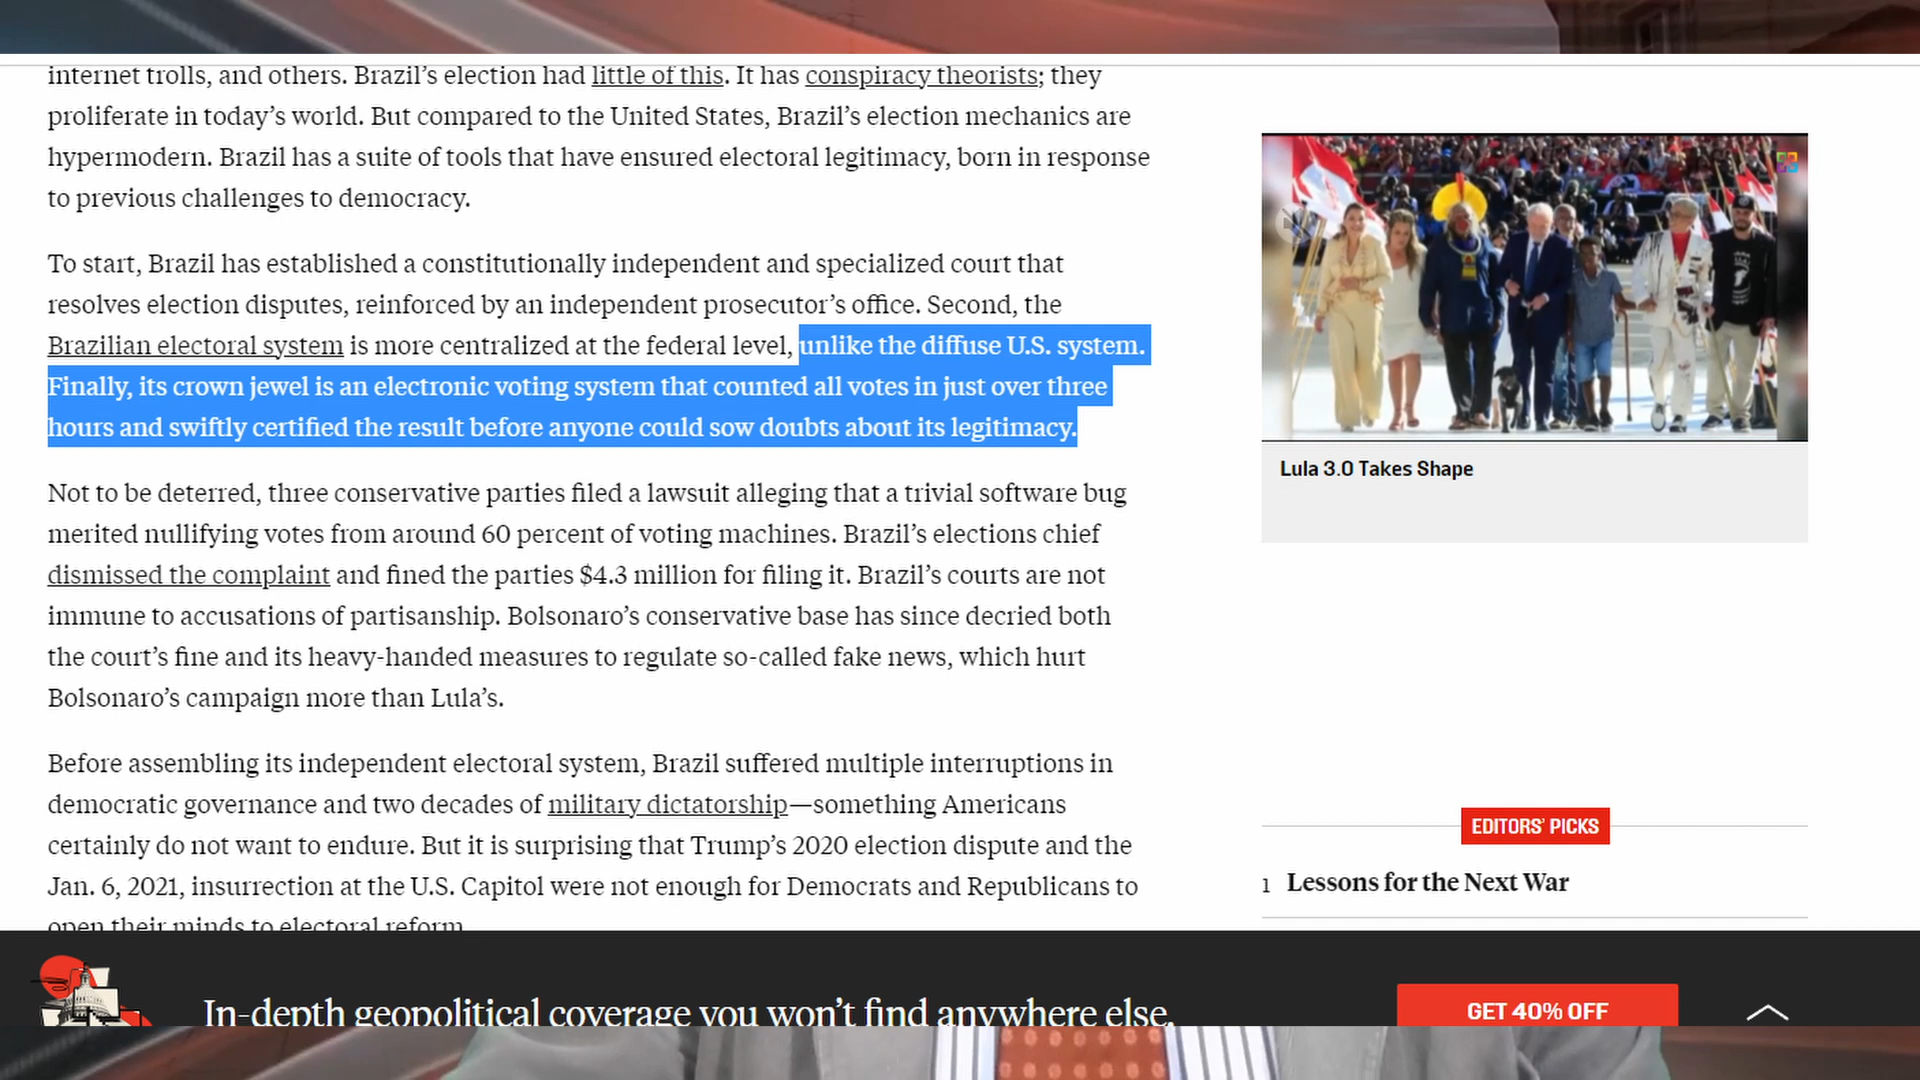 internet trolls, and others. Brazil’s election had little of this. It has conspiracy theorists; they
proliferate in today’s world. But compared to the United States, Brazil’s election mechanics are
hypermodern. Brazil has a suite of tools that have ensured electoral legitimacy, born in response
to previous challenges to democracy.
To start, Brazil has established a constitutionally independent and specialized court that
resolves election disputes, reinforced by an independent prosecutor’s office. Second, the
Brazilian electoral system is more centralized at the federal level, unlike the diffuse U.S. system.
Finally, its crown jewel is an electronic voting system that counted all votes in just over three
hours and swiftly certified the result before anyone could sow doubts about its legitimacy.
Not to be deterred, three conservative parties filed a lawsuit alleging that a trivial software bug
merited nullifying votes from around 60 percent of voting machines. Brazil’s elections chief
dismissed the complaint and fined the parties $4.3 million for filing it. Brazil’s courts are not
immune to accusations of partisanship. Bolsonaro’s conservative base has since decried both
the court’s fine and its heavy-handed measures to regulate so-called fake news, which hurt
Bolsonaro’s campaign more than Lula’s.
Before assembling its independent electoral system, Brazil suffered multiple interruptions in
democratic governance and two decades of military dictatorship—something Americans
certainly do not want to endure. But it is surprising that Trump’s 2020 election dispute and the
Jan. 6, 2021, insurrection at the U.S. Capitol were not enough for Democrats and Republicans to
open their minds to electoral reform.
Lula 3.0 Takes Shape
EDITORS’ PICKS
1 Lessons for the Next War
In-depth geopolitical coverage you won’t find anywhere else.
GET 40% OFF